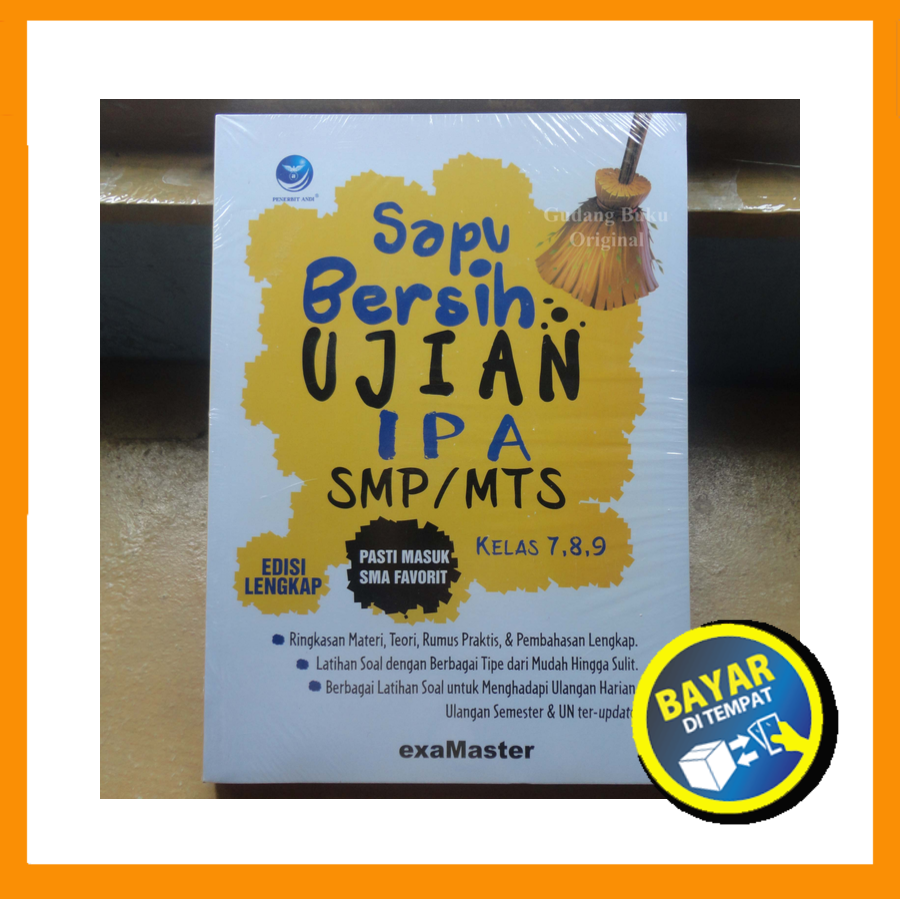 PENERBIT ANDI
Gudang Buku
Original
Sapu
Bersih
UJIAN
IPA
SMP/MTS
KELAS 7,8,9
EDISI
LENGKAP
PASTI MASUK
SMA FAVORIT
Ringkasan Materi, Teori, Rumus Praktis, & Pembahasan Lengkap.
Latihan Soal dengan Berbagai Tipe dari Mudah Hingga Sulit.
Berbagai Latihan Soal untuk Menghadapi Ulangan Harian,
Ulangan Semester & UN ter-update
exaMaster
BAYAR
DI TEMPAT